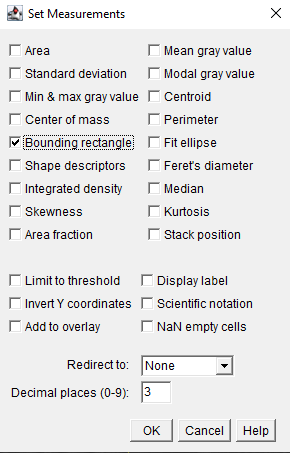 Set Measurements
Area Mean gray value
Standard deviation Modal gray value
Min & max gray value Centroid
Center of mass Perimeter
Bounding rectangle Fit ellipse
Shape descriptors Feret's diameter
Integrated density Median
Skewness Kurtosis
Area fraction Stack position
Limit to threshold Display label
Invert Y coordinates Scientific notation
Add to overlay NaN empty cells
Redirect to: None
Decimal places (0-9): 3
OK Cancel Help